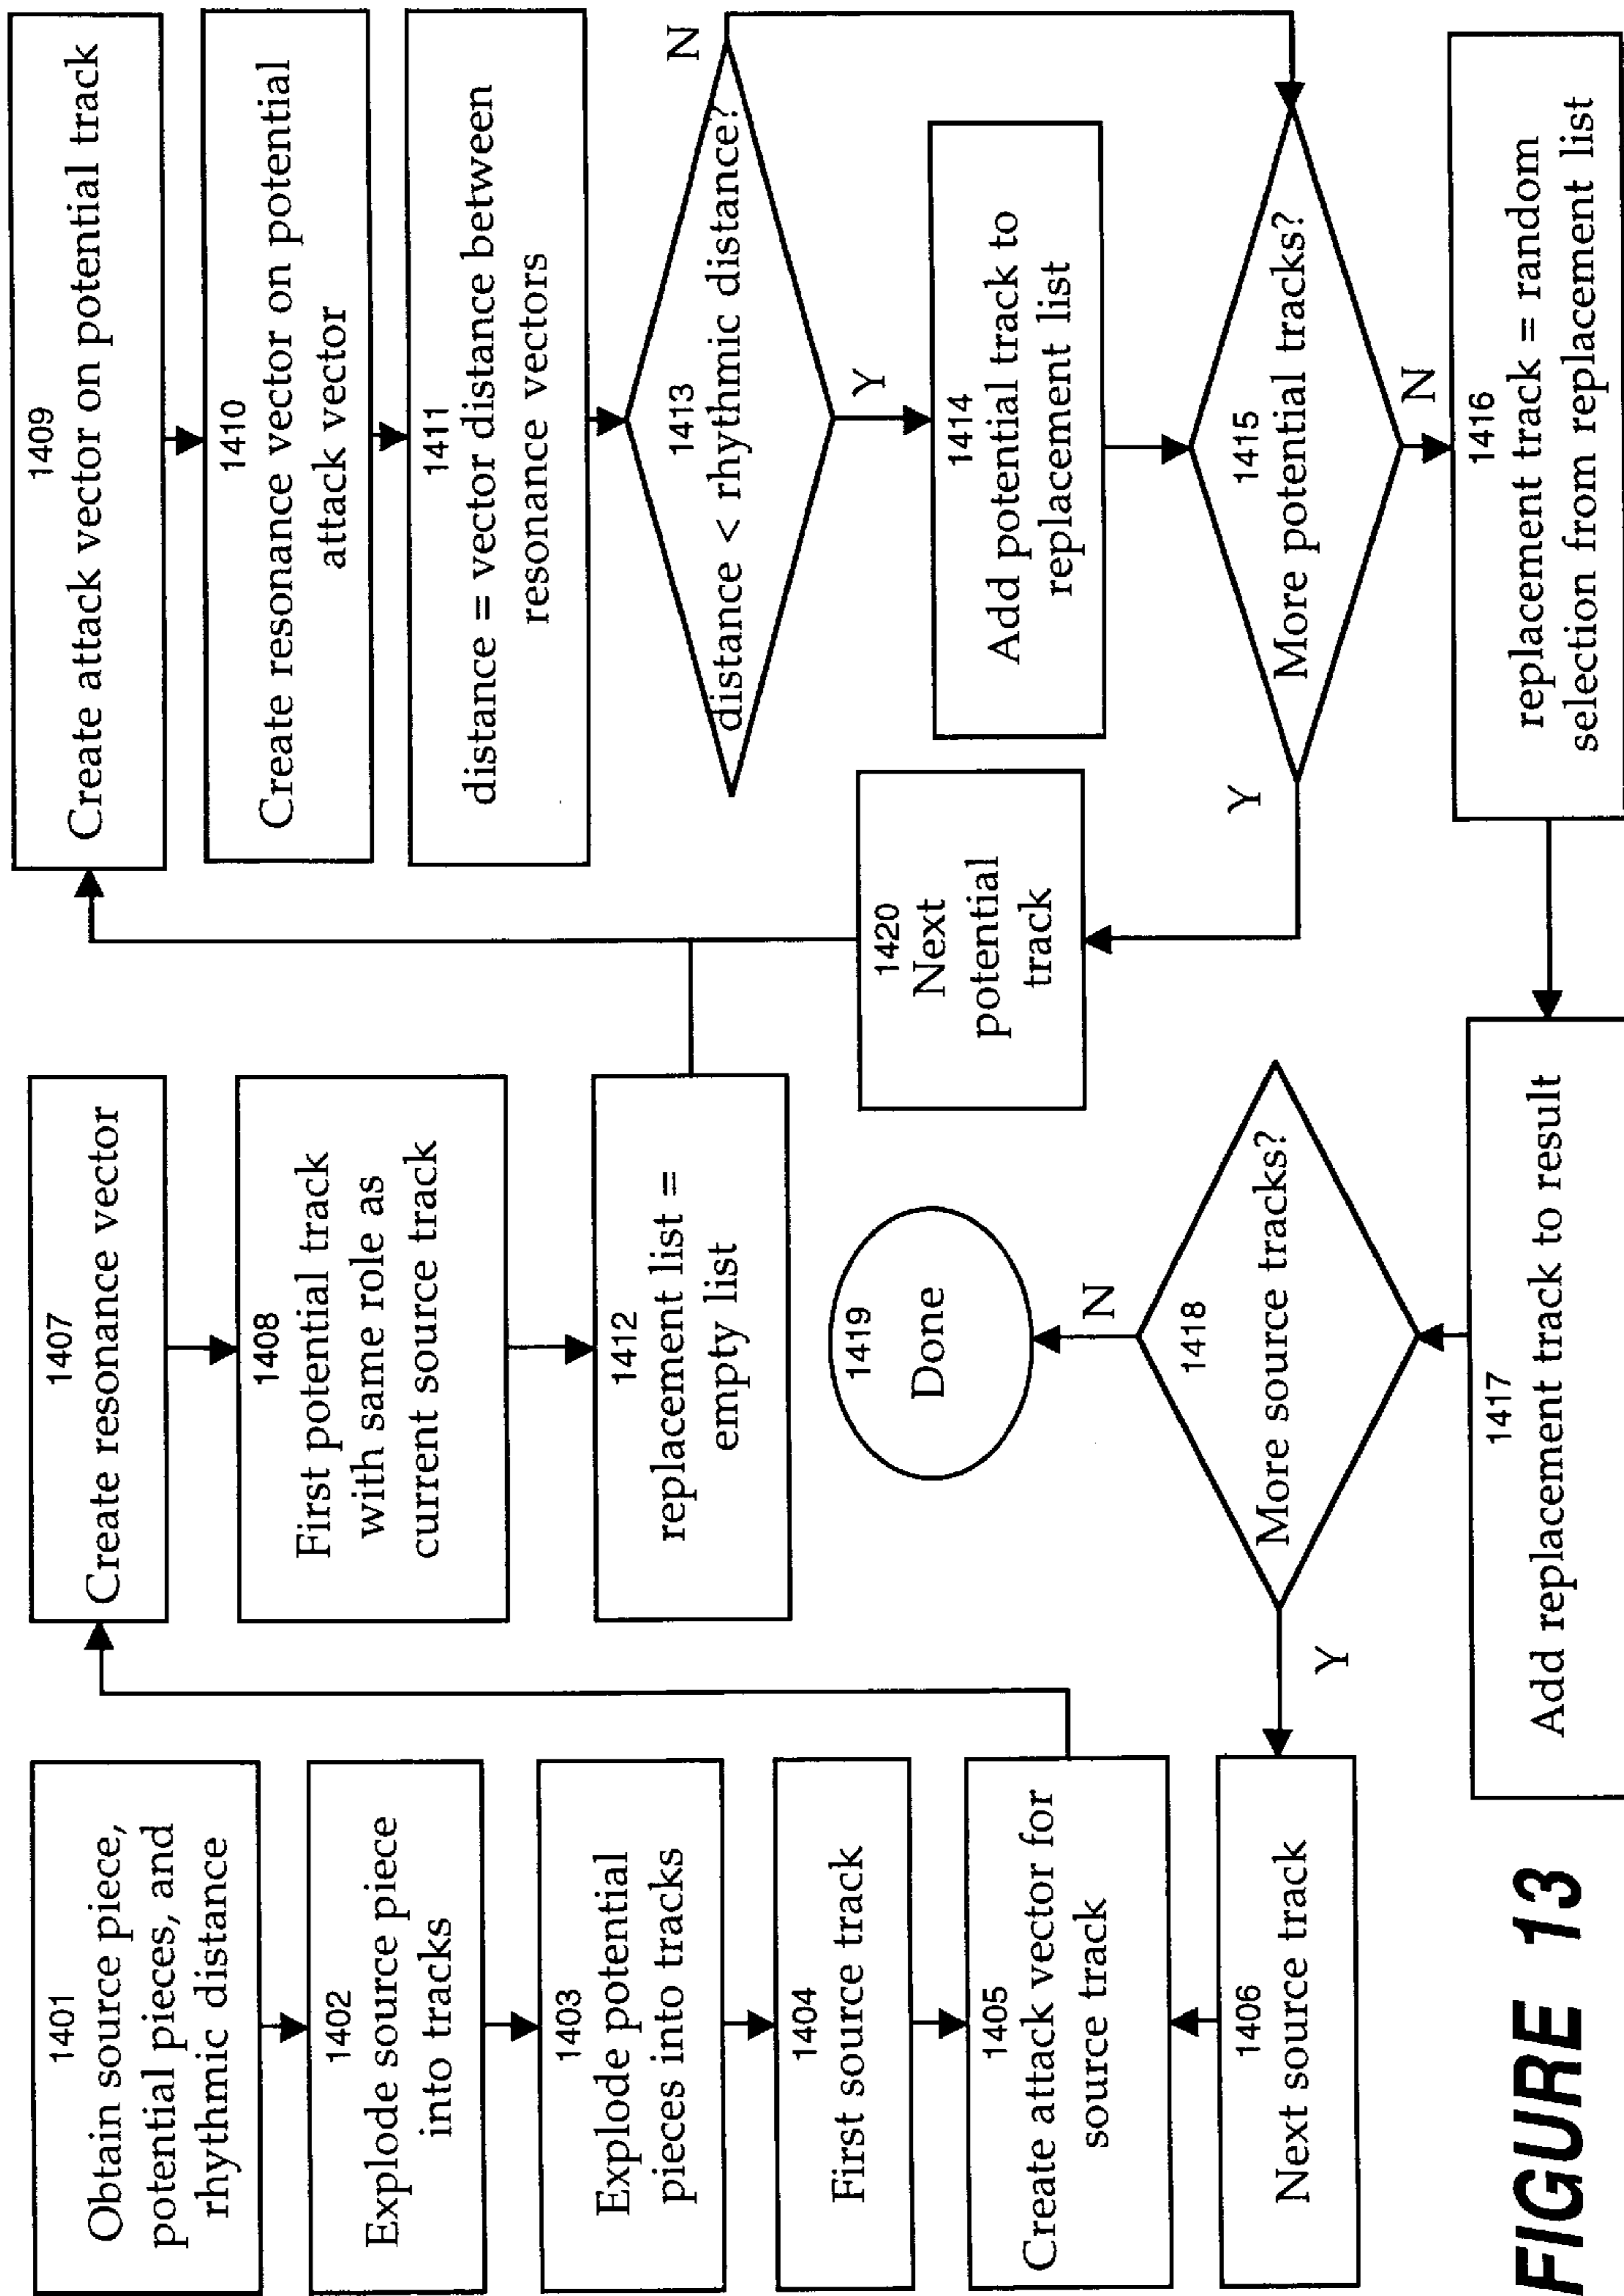 1401
Obtain source piece,
potential pieces, and
rhythmic distance
1402
Explode source piece
into tracks
1403
Explode potential
pieces into tracks
1404
First source track
1405
Create attack vector for
source track
1406
Next source track
1407
Create resonance vector
1408
First potential track
with same role as
current source track
1412
replacement list =
empty list
1419
Done
N
1418
More source tracks?
Y
1417
Add replacement track to result
1409
Create attack vector on potential track
1410
Create resonance vector on potential
attack vector
1411
distance = vector distance between
resonance vectors
1413
distance < rhythmic distance?
N
Y
1414
Add potential track to
replacement list
1415
More potential tracks?
Y
N
1420
Next
potential
track
1416
replacement track = random
selection from replacement list
FIGURE 13